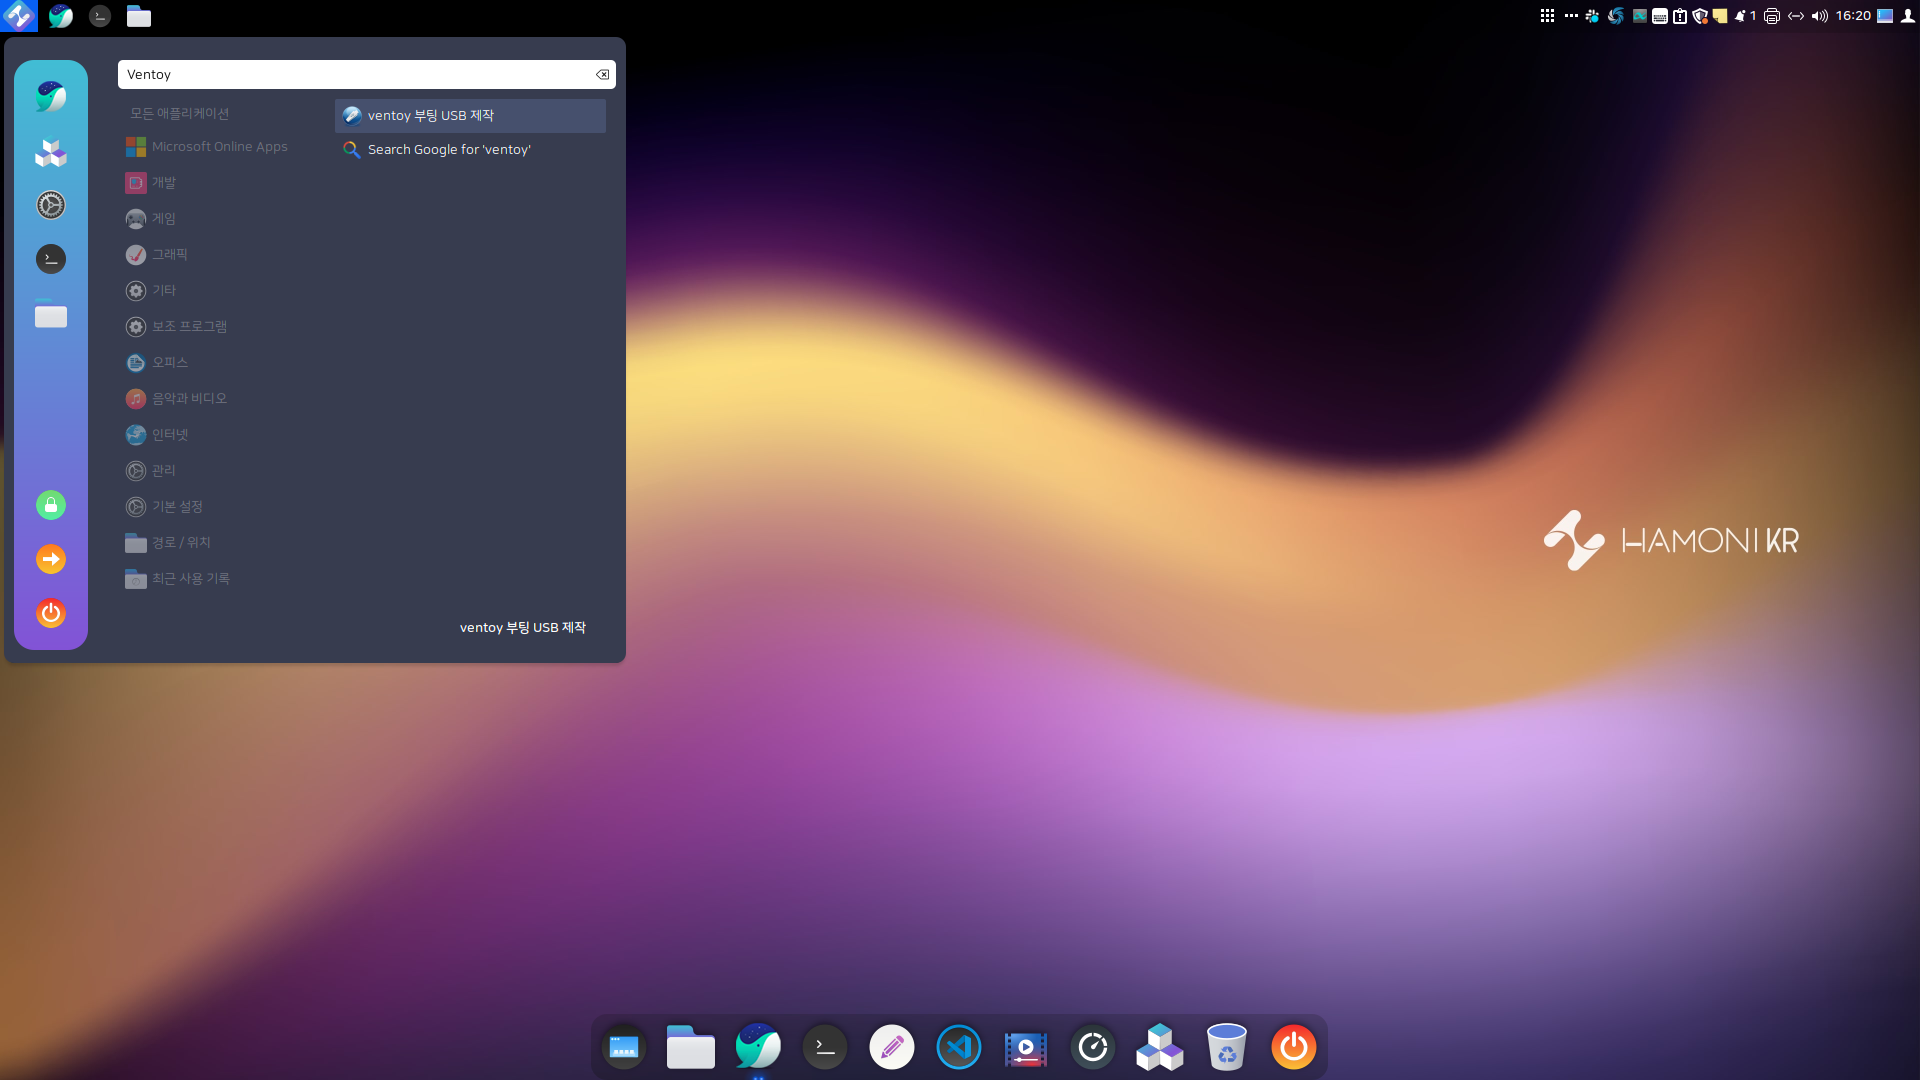 1
16:20
Ventoy
모든 애플리케이션
Microsoft Online Apps
개발
게임
그래픽
기타
보조 프로그램
오피스
음악과 비디오
인터넷
관리
기본 설정
경로 / 위치
최근 사용 기록
ventoy 부팅 USB 제작
Search Google for 'ventoy'
ventoy 부팅 USB 제작
HAMONIKR